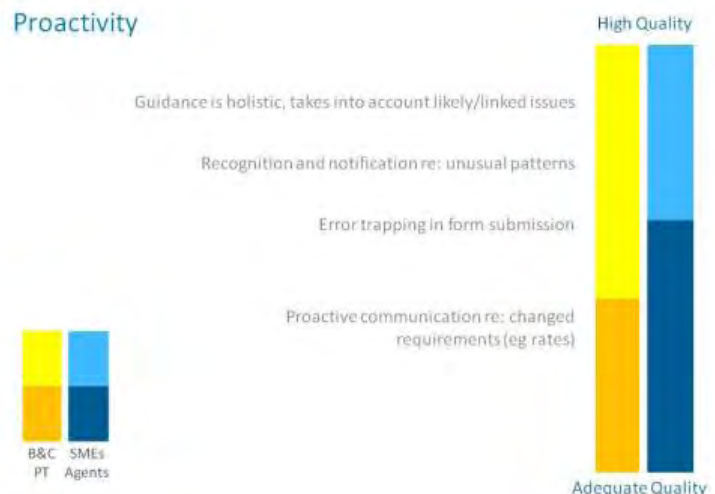 Proactivity
High Quality
Guidance is holistic, takes into account likely/linked issues
Recognition and notification re: unusual patterns
Error trapping in form submission
Proactive communication re: changed
requirements (eg rates)
B&C SMEs
PT Agents
Adequate Quality